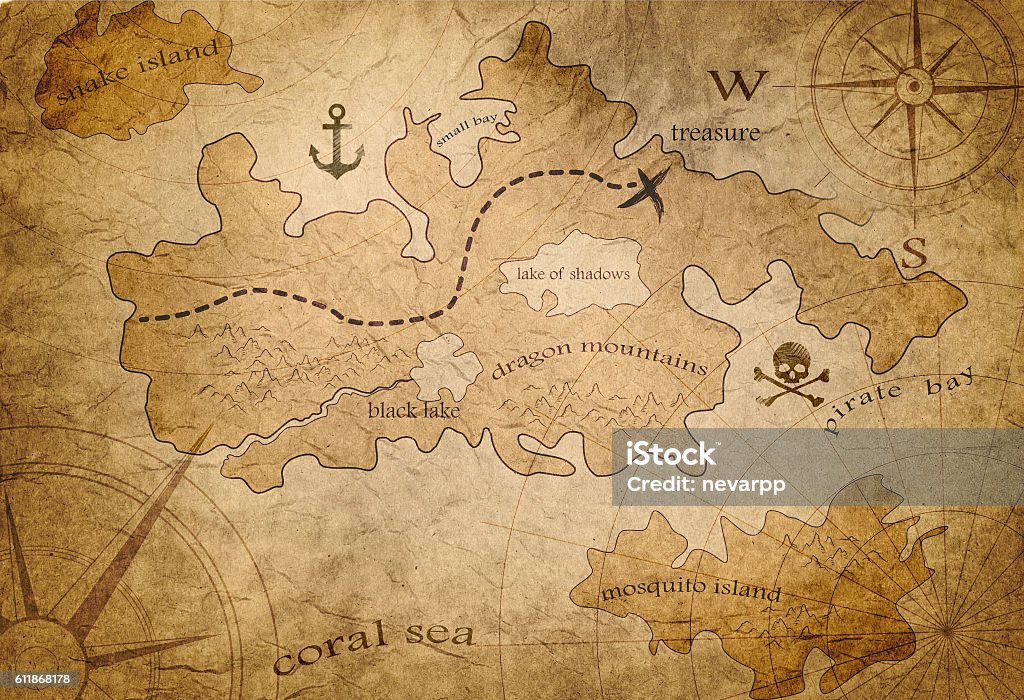 snake island
W
small bay
treasure
S
lake of shadows
dragon mountains
black lake
pirate bay
iStock™
Credit: nevarpp
mosquito island
coral sea
611868178